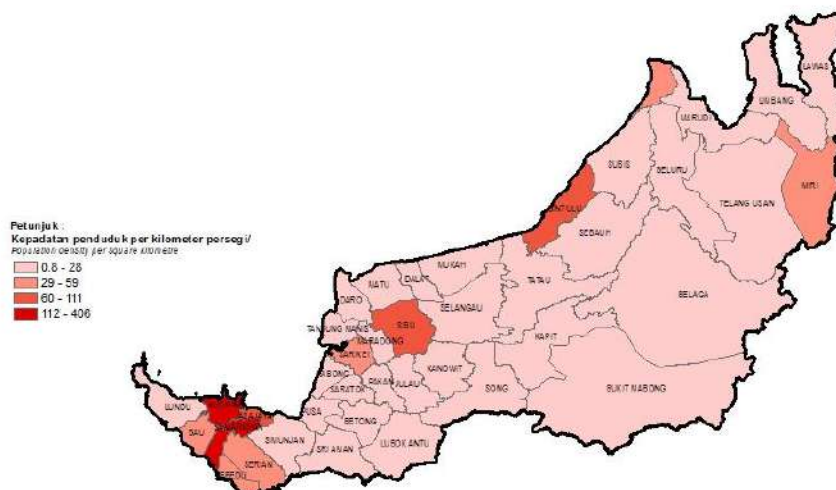 LAWAS
LIMBANG
MARUDI
SUBIS
BELURU
MIRI
TELANG USAN
BINTULU
SEBAUH
Petunjuk :
Kepadatan penduduk per kilometer persegi/
Population density per square kilometre
0.8 - 28
29 - 59
60 - 111
112 - 406
MUKAH
DALAT
MATU
TATAU
BELAGA
DARO
SELANGAU
SIBU
TANJUNG MANIS
MARADONG
SARIKEI
KAPIT
KANOWIT
PAKAN
JULAU
SONG
BUKIT MABONG
SARATOK
LUNDU
BETONG
BAU
SIMUNJAN
SRI AMAN
LUBOK ANTU
SERIAN